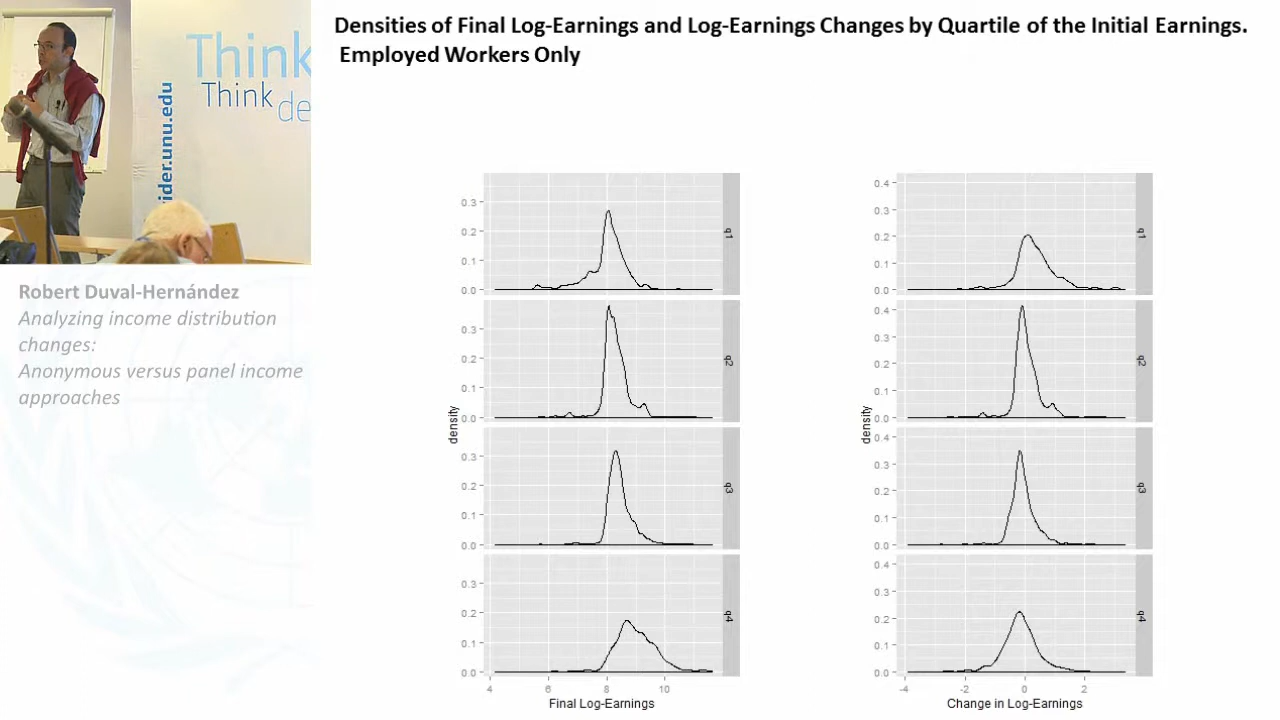 Densities of Final Log-Earnings and Log-Earnings Changes by Quartile of the Initial Earnings.
Employed Workers Only
Think
Think
de
ider.unu.edu
Robert Duval-Hernández
Analyzing income distribution
changes:
Anonymous versus panel income
approaches
density
0.3
0.2
0.1
0.0
q1
0.3
0.2
0.1
0.0
q2
0.3
0.2
0.1
0.0
q3
0.3
0.2
0.1
0.0
q4
4 6 8 10
Final Log-Earnings
density
0.4
0.3
0.2
0.1
0.0
q1
0.4
0.3
0.2
0.1
0.0
q2
0.4
0.3
0.2
0.1
0.0
q3
0.4
0.3
0.2
0.1
0.0
q4
-4 -2 0 2
Change in Log-Earnings